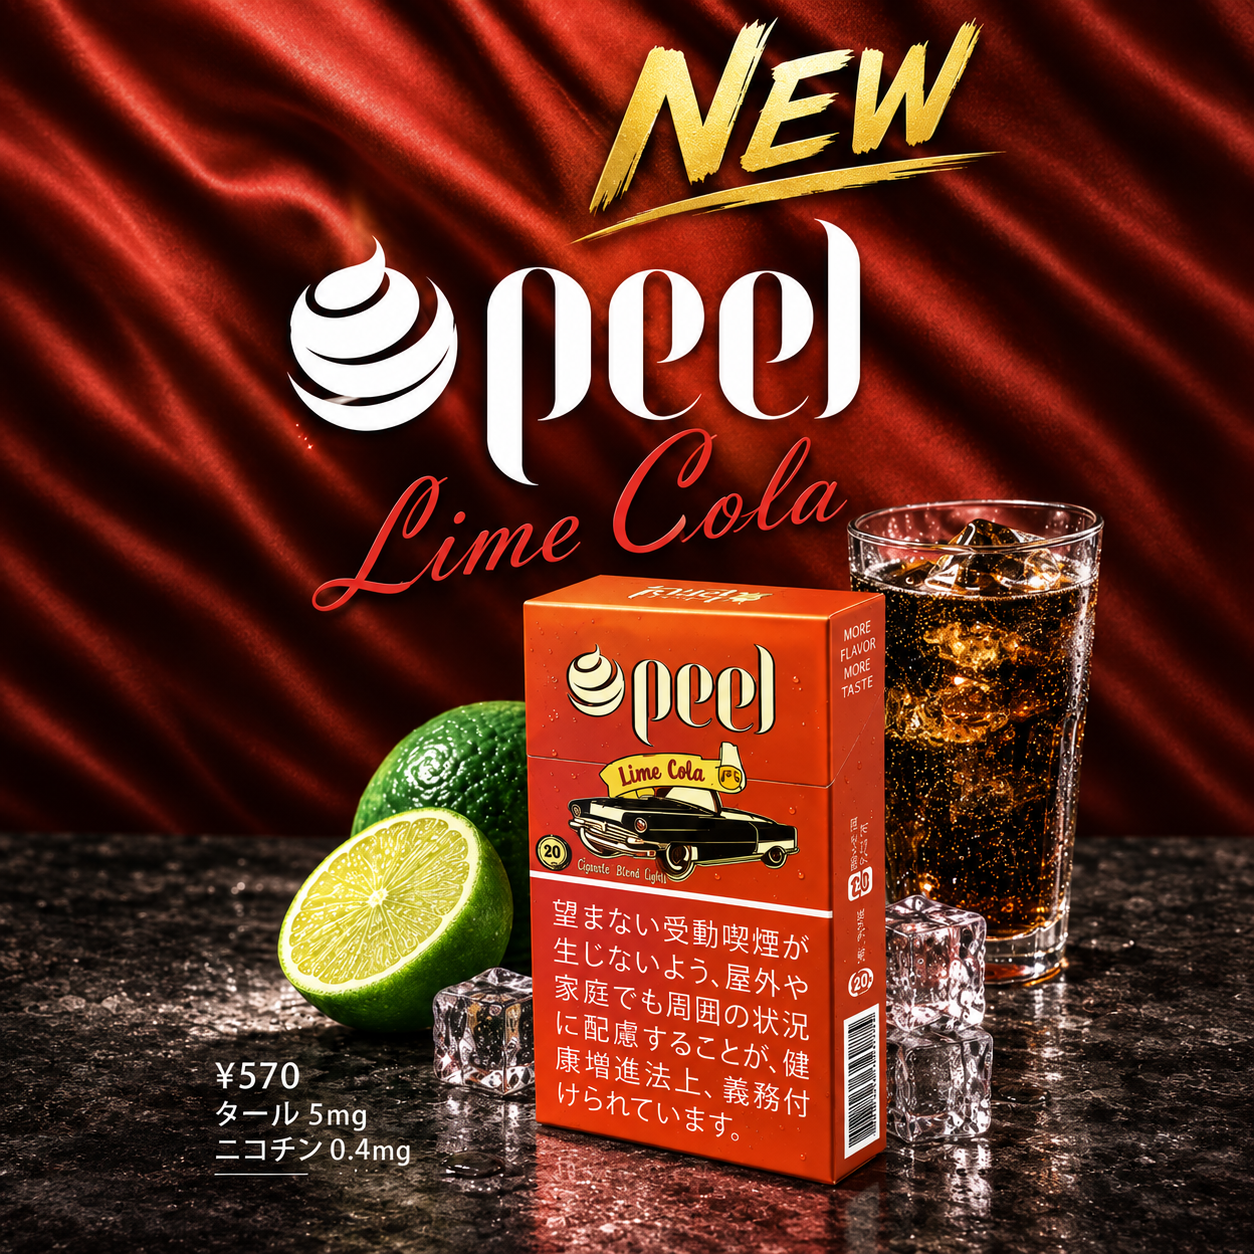 NEW
peel
Lime Cola
peel
Lime Cola
20
MORE
FLAVOR
MORE
TASTE
望まない受動喫煙が
生じないよう、屋外や
家庭でも周囲の状況
に配慮することが、健
康増進法上、義務付
けられています。
20
20
¥570
タール 5mg
ニコチン 0.4mg